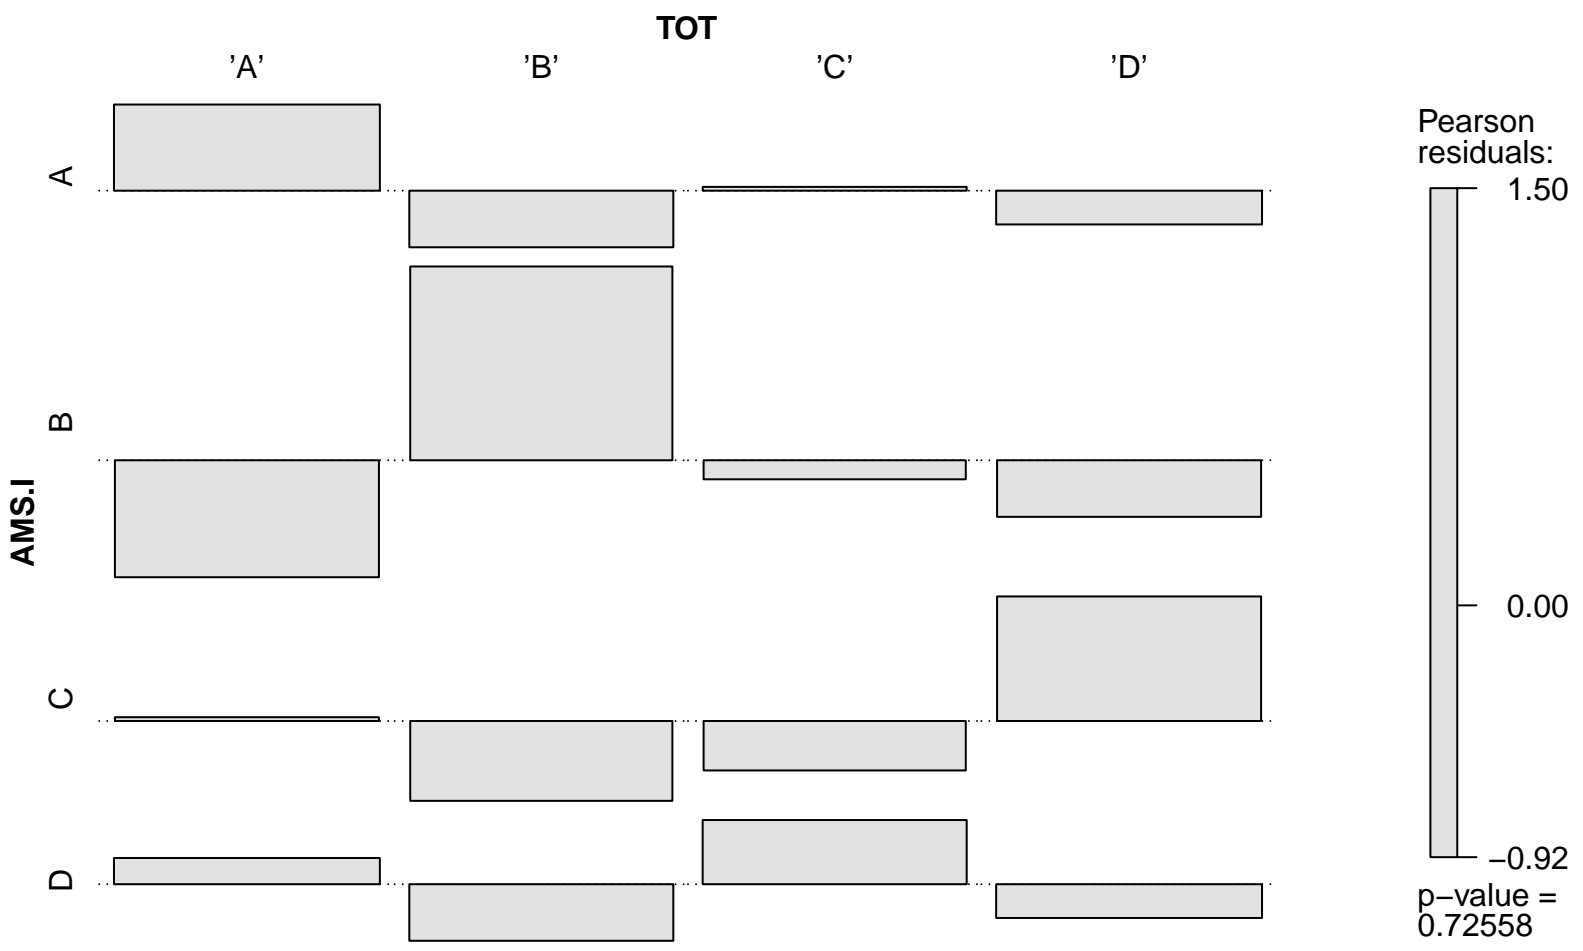 TOT
’A’ ’B’ ’C’ ’D’
AMS.I
A
B
C
D
Pearson
residuals:
1.50
0.00
−0.92
p−value =
0.72558